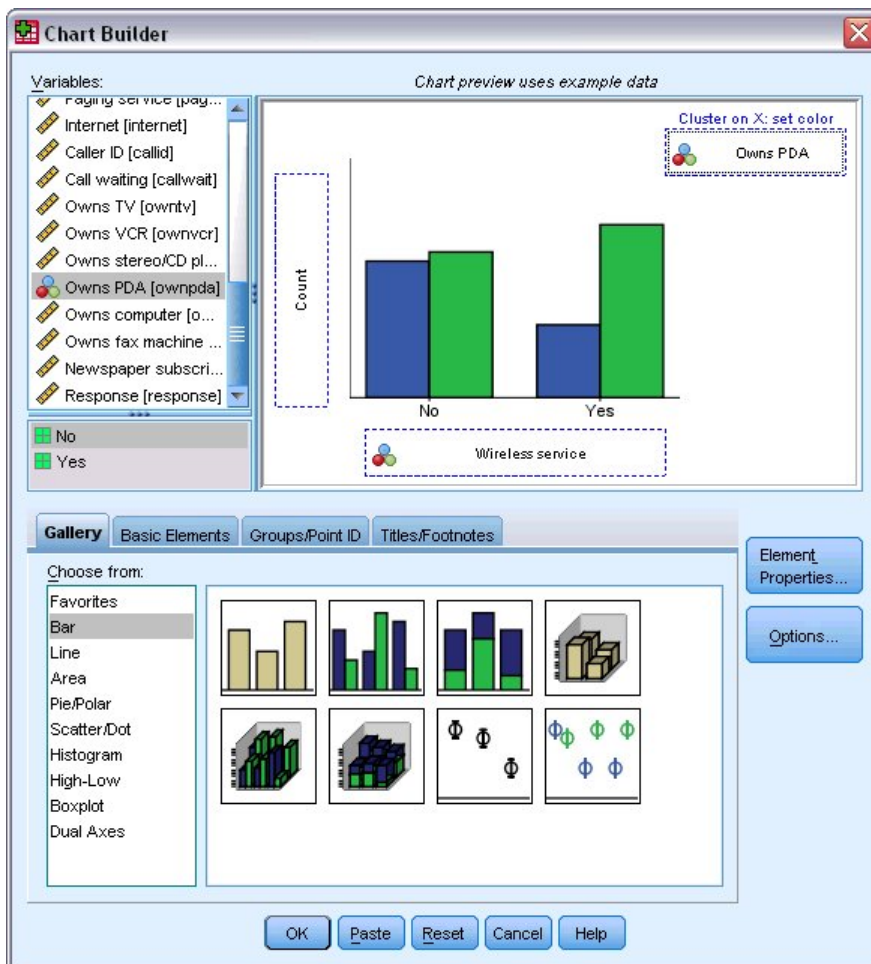 Chart Builder
Variables:
Paging service [pag...
Internet [internet]
Caller ID [callid]
Call waiting [callwait]
Owns TV [owntv]
Owns VCR [ownvcr]
Owns stereo/CD pl...
Owns PDA [ownpda]
Owns computer [o...
Owns fax machine ...
Newspaper subscri...
Response [response]
No
Yes
Chart preview uses example data
Cluster on X: set color
Owns PDA
Count
No Yes
Wireless service
Gallery Basic Elements Groups/Point ID Titles/Footnotes
Choose from:
Favorites
Bar
Line
Area
Pie/Polar
Scatter/Dot
Histogram
High-Low
Boxplot
Dual Axes
Element
Properties...
Options...
OK Paste Reset Cancel Help